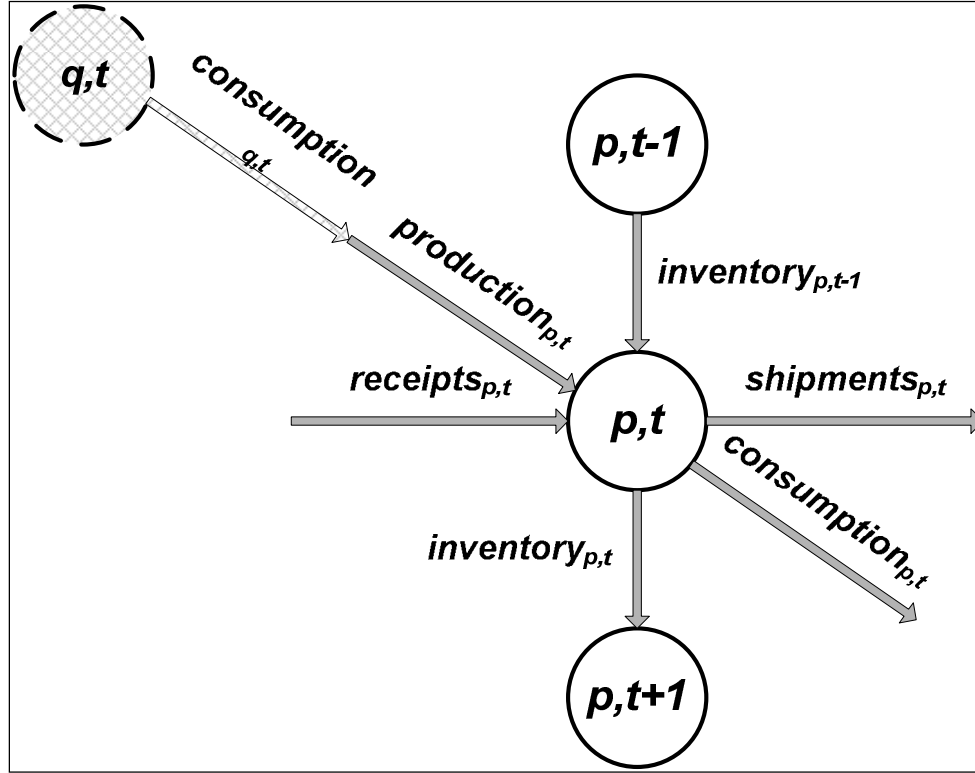 q,t
consumption
q,t
p,t-1
production p,t
inventory p,t-1
receipts p,t
p,t
shipments p,t
consumption p,t
inventory p,t
p,t+1